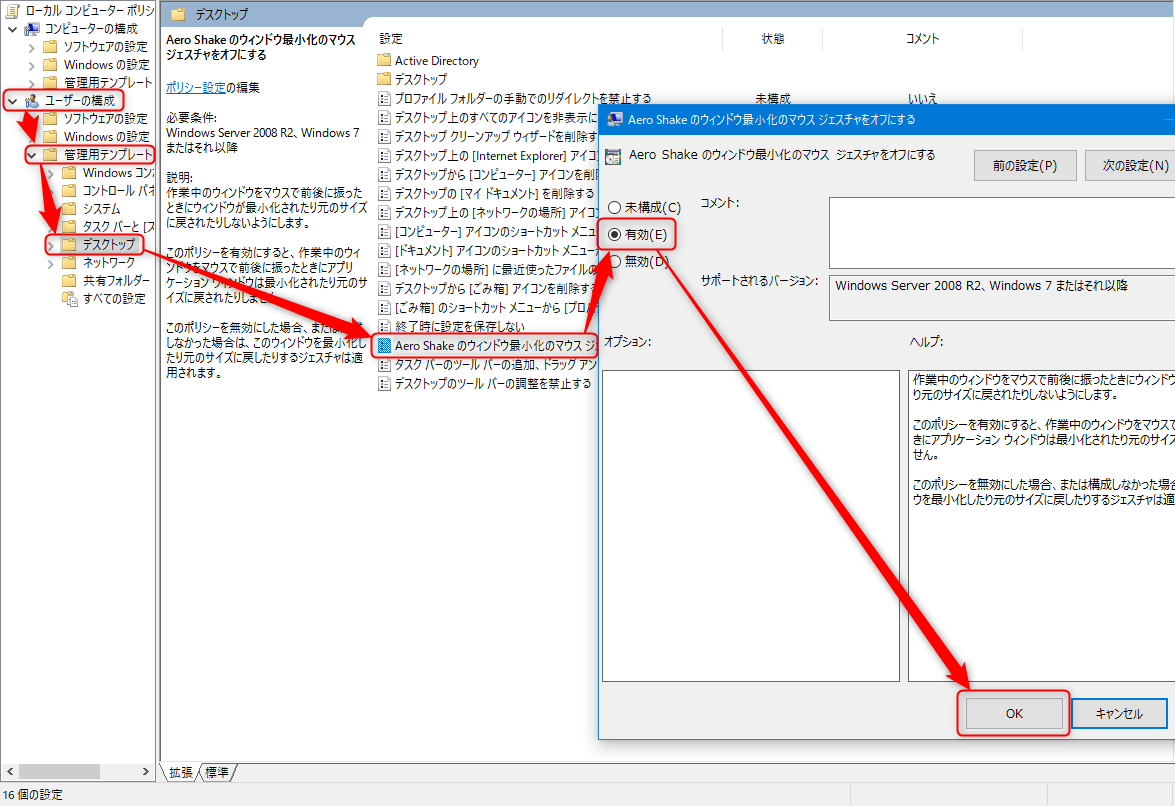 ローカル コンピューター ポリシ
コンピューターの構成
ソフトウェアの設定
Windows の設定
管理用テンプレート
ユーザーの構成
ソフトウェアの設定
Windows の設定
管理用テンプレート
Windows コン
コントロール パネ
システム
タスク バーと [ス
デスクトップ
ネットワーク
共有フォルダー
すべての設定
デスクトップ
Aero Shake のウィンドウ最小化のマウス
ジェスチャをオフにする
ポリシー設定の編集
必要条件:
Windows Server 2008 R2、Windows 7
またはそれ以降
説明:
作業中のウィンドウをマウスで前後に振った
ときにウィンドウが最小化されたり元のサイズ
に戻されたりしないようにします。
このポリシーを有効にすると、作業中のウィ
ンドウをマウスで前後に振ったときにアプリ
ケーション ウィンドウは最小化されたり元のサ
イズに戻されたりしません
このポリシーを無効にした場合、または
しなかった場合は、このウィンドウを最小化し
たり元のサイズに戻したりするジェスチャは適
用されます。
設定
状態
コメント
Active Directory
デスクトップ
プロファイル フォルダーの手動でのリダイレクトを禁止する
未構成
いいえ
デスクトップ上のすべてのアイコンを非表示に
デスクトップ クリーンアップ ウィザードを削除す
デスクトップ上の [Internet Explorer] アイコ
デスクトップから [コンピューター] アイコンを削
デスクトップの [マイ ドキュメント] を削除する
デスクトップ上の [ネットワークの場所] アイコ
[コンピューター] アイコンのショートカット メニュ
[ドキュメント] アイコンのショートカット メニュー
[ネットワークの場所] に最近使ったファイルの
デスクトップから [ごみ箱] アイコンを削除す
[ごみ箱] のショートカット メニューから [プロ
終了時に設定を保存しない
Aero Shake のウィンドウ最小化のマウス ジ
タスク バーのツール バーの追加、ドラッグ アン
デスクトップのツール バーの調整を禁止する
Aero Shake のウィンドウ最小化のマウス ジェスチャをオフにする
Aero Shake のウィンドウ最小化のマウス ジェスチャをオフにする
前の設定(P)
次の設定(N)
未構成(C)
有効(E)
無効(D)
コメント:
サポートされるバージョン:
Windows Server 2008 R2、Windows 7 またはそれ以降
オプション:
ヘルプ:
作業中のウィンドウをマウスで前後に振ったときにウィンドウ
り元のサイズに戻されたりしないようにします。
このポリシーを有効にすると、作業中のウィンドウをマウスで
きにアプリケーション ウィンドウは最小化されたり元のサイズ
せん。
このポリシーを無効にした場合、または構成しなかった場合
ウを最小化したり元のサイズに戻したりするジェスチャは適
OK
キャンセル
拡張
標準
16 個の設定